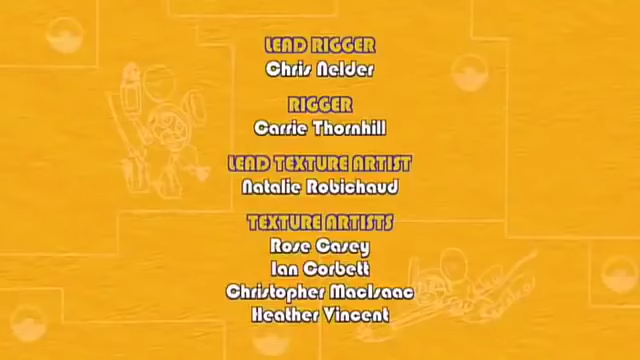 LEAD RIGGER
Chris Nelder
RIGGER
Carrie Thornhill
LEAD TEXTURE ARTIST
Natalie Robichaud
TEXTURE ARTISTS
Rose Casey
Ian Corbett
Christopher MacIsaac
Heather Vincent